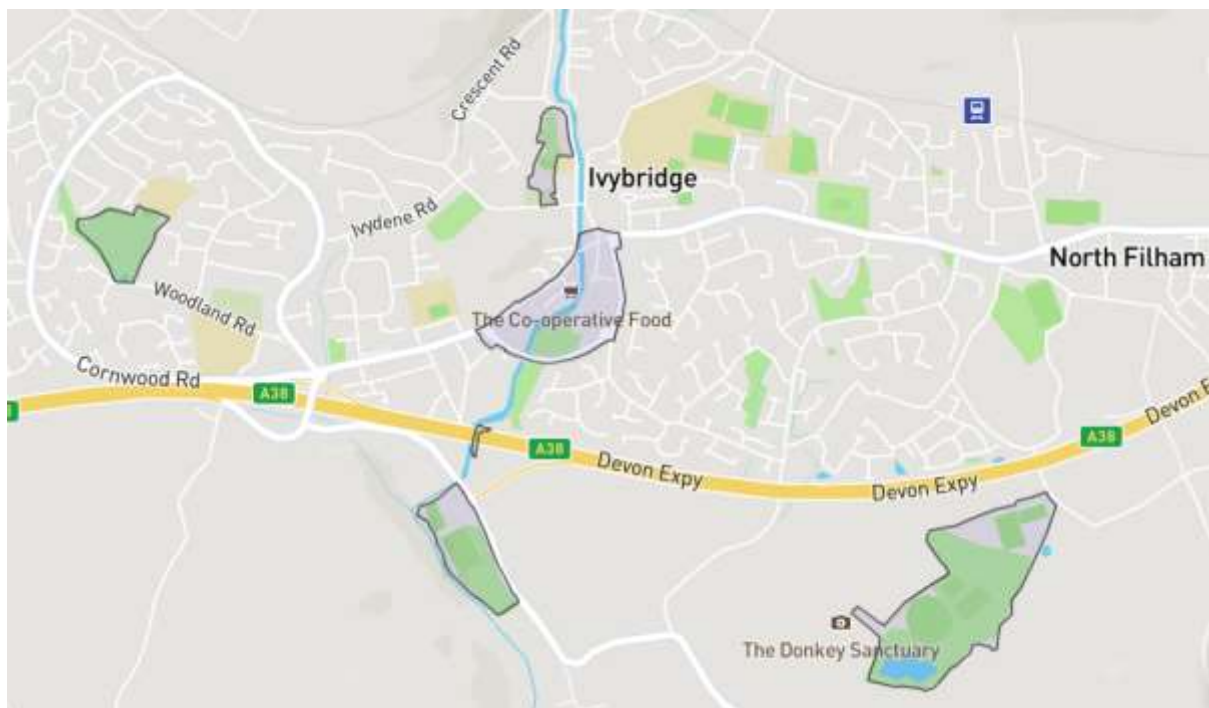 Crescent Rd
Ivybridge
Ivydene Rd
North Filham
Woodland Rd
The Co-operative Food
Cornwood Rd
A38
A38
A38
Devon Expy
Devon Expy
Devon E
The Donkey Sanctuary